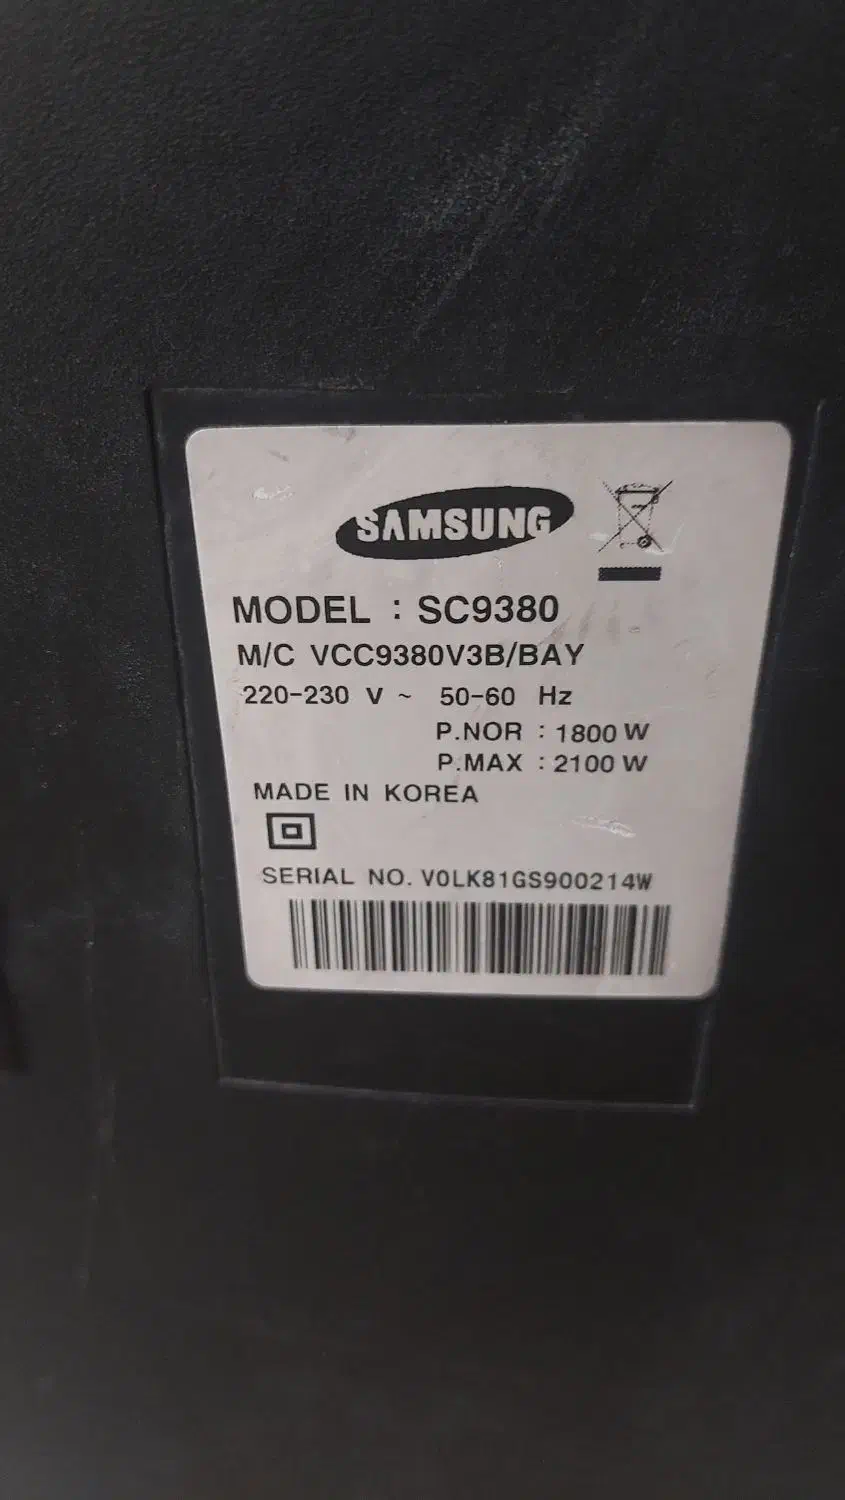 SAMSUNG
MODEL : SC9380
M/C VCC9380V3B/BAY
220-230 V ~ 50-60 Hz
P.NOR : 1800 W
P.MAX : 2100 W
MADE IN KOREA
SERIAL NO. V0LK81GS900214W